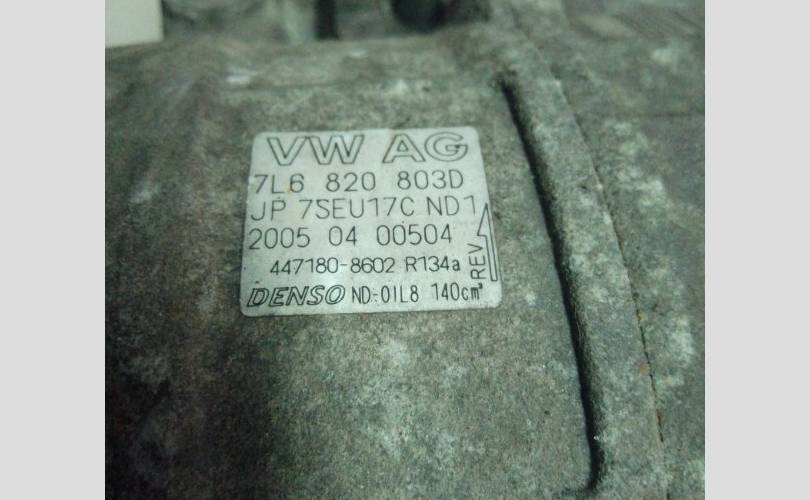 VW AG
7L6 820 803D
JP 7SEU17C ND1
2005 04 00504
447180-8602 R134a
REV
DENSO ND-OIL8 140cm³